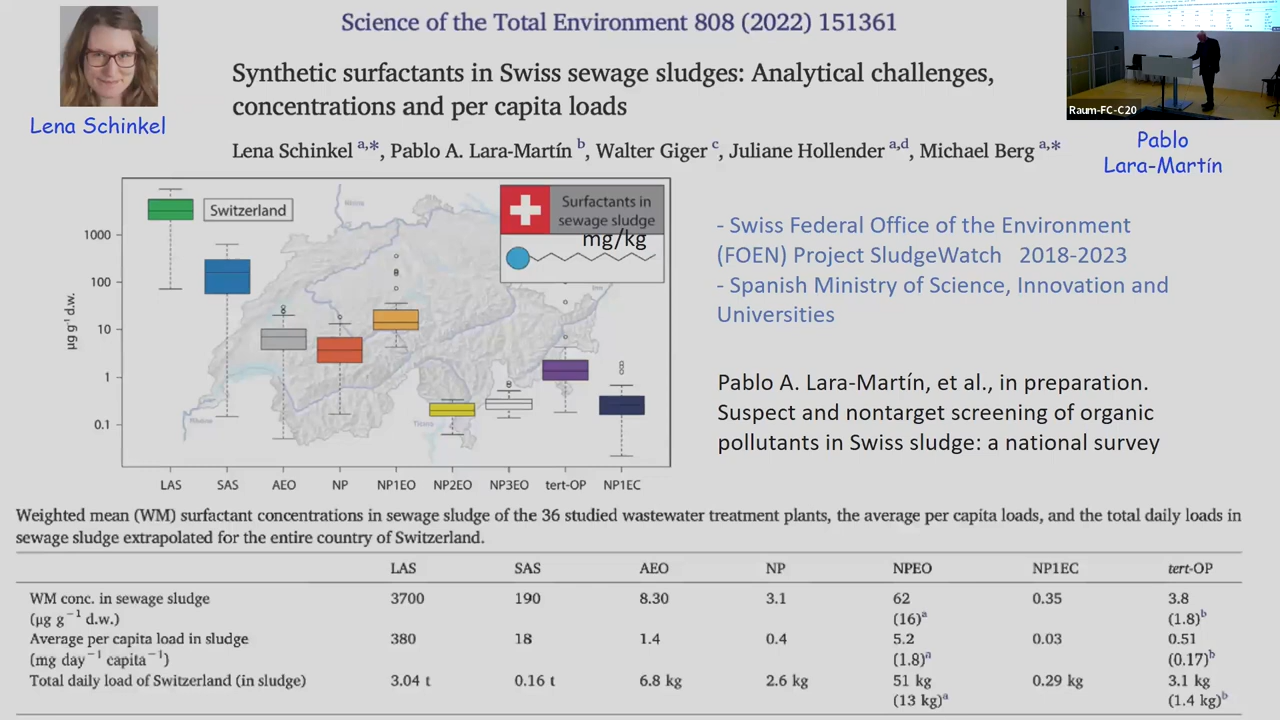 Science of the Total Environment 808 (2022) 151361
Synthetic surfactants in Swiss sewage sludges: Analytical challenges,
concentrations and per capita loads
Lena Schinkel
Lena Schinkel a,*, Pablo A. Lara-Martín b, Walter Giger c, Juliane Hollender a,d, Michael Berg a,*
Raum-FC-C20
Pablo
Lara-Martín
Switzerland
Surfactants in
sewage sludge
mg/kg
µg g⁻¹ d.w.
1000
100
10
1
0.1
LAS SAS AEO NP NP1EO NP2EO NP3EO tert-OP NP1EC
- Swiss Federal Office of the Environment
(FOEN) Project SludgeWatch 2018-2023
- Spanish Ministry of Science, Innovation and
Universities
Pablo A. Lara-Martín, et al., in preparation.
Suspect and nontarget screening of organic
pollutants in Swiss sludge: a national survey
Weighted mean (WM) surfactant concentrations in sewage sludge of the 36 studied wastewater treatment plants, the average per capita loads, and the total daily loads in
sewage sludge extrapolated for the entire country of Switzerland.
LAS SAS AEO NP NPEO NP1EC tert-OP
WM conc. in sewage sludge 3700 190 8.30 3.1 62 0.35 3.8
(µg g⁻¹ d.w.) (16)a (1.8)b
Average per capita load in sludge 380 18 1.4 0.4 5.2 0.03 0.51
(mg day⁻¹ capita⁻¹) (1.8)a (0.17)b
Total daily load of Switzerland (in sludge) 3.04 t 0.16 t 6.8 kg 2.6 kg 51 kg 0.29 kg 3.1 kg
(13 kg)a (1.4 kg)b